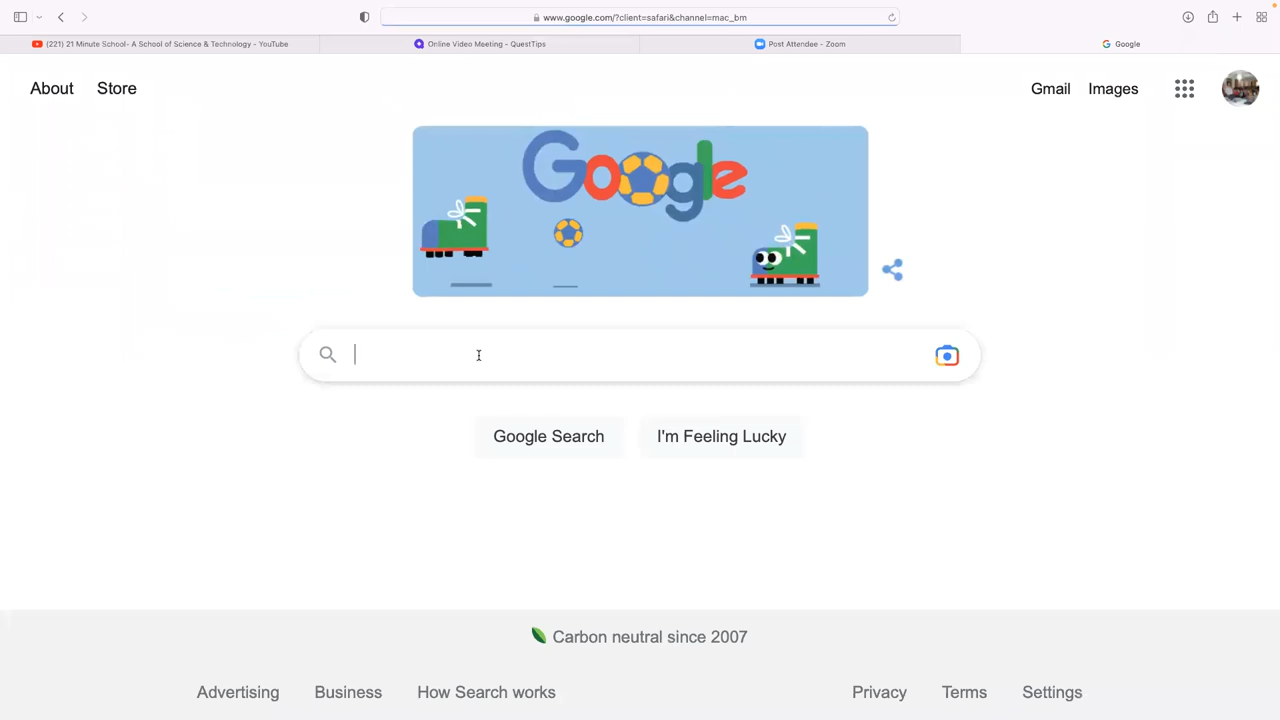 www.google.com/?client=safari&channel=mac_bm
(221) 21 Minute School- A School of Science & Technology - YouTube
Online Video Meeting - QuestTips
Post Attendee - Zoom
Google
About Store
Gmail Images
Google
Google Search
I'm Feeling Lucky
Carbon neutral since 2007
Advertising Business How Search works
Privacy Terms Settings